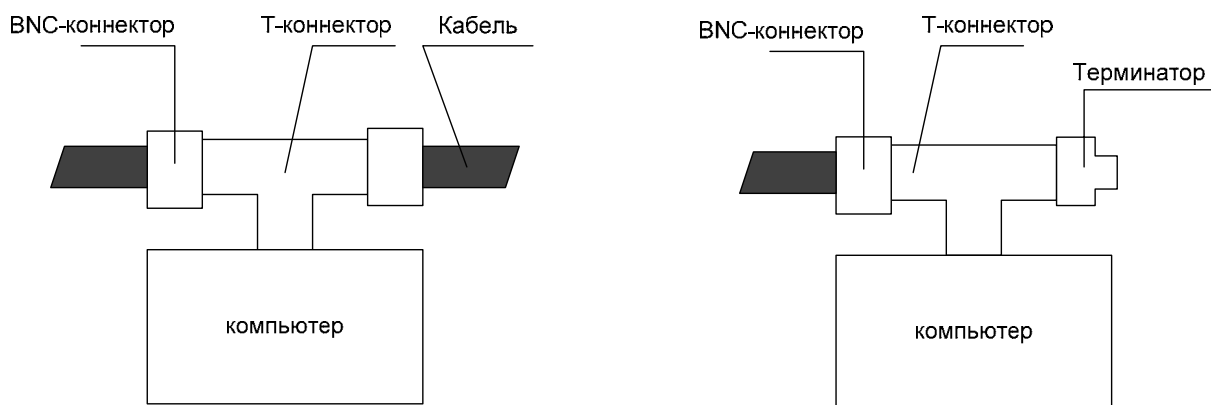 BNC-коннектор
Т-коннектор
Кабель
компьютер
BNC-коннектор
Т-коннектор
Терминатор
компьютер